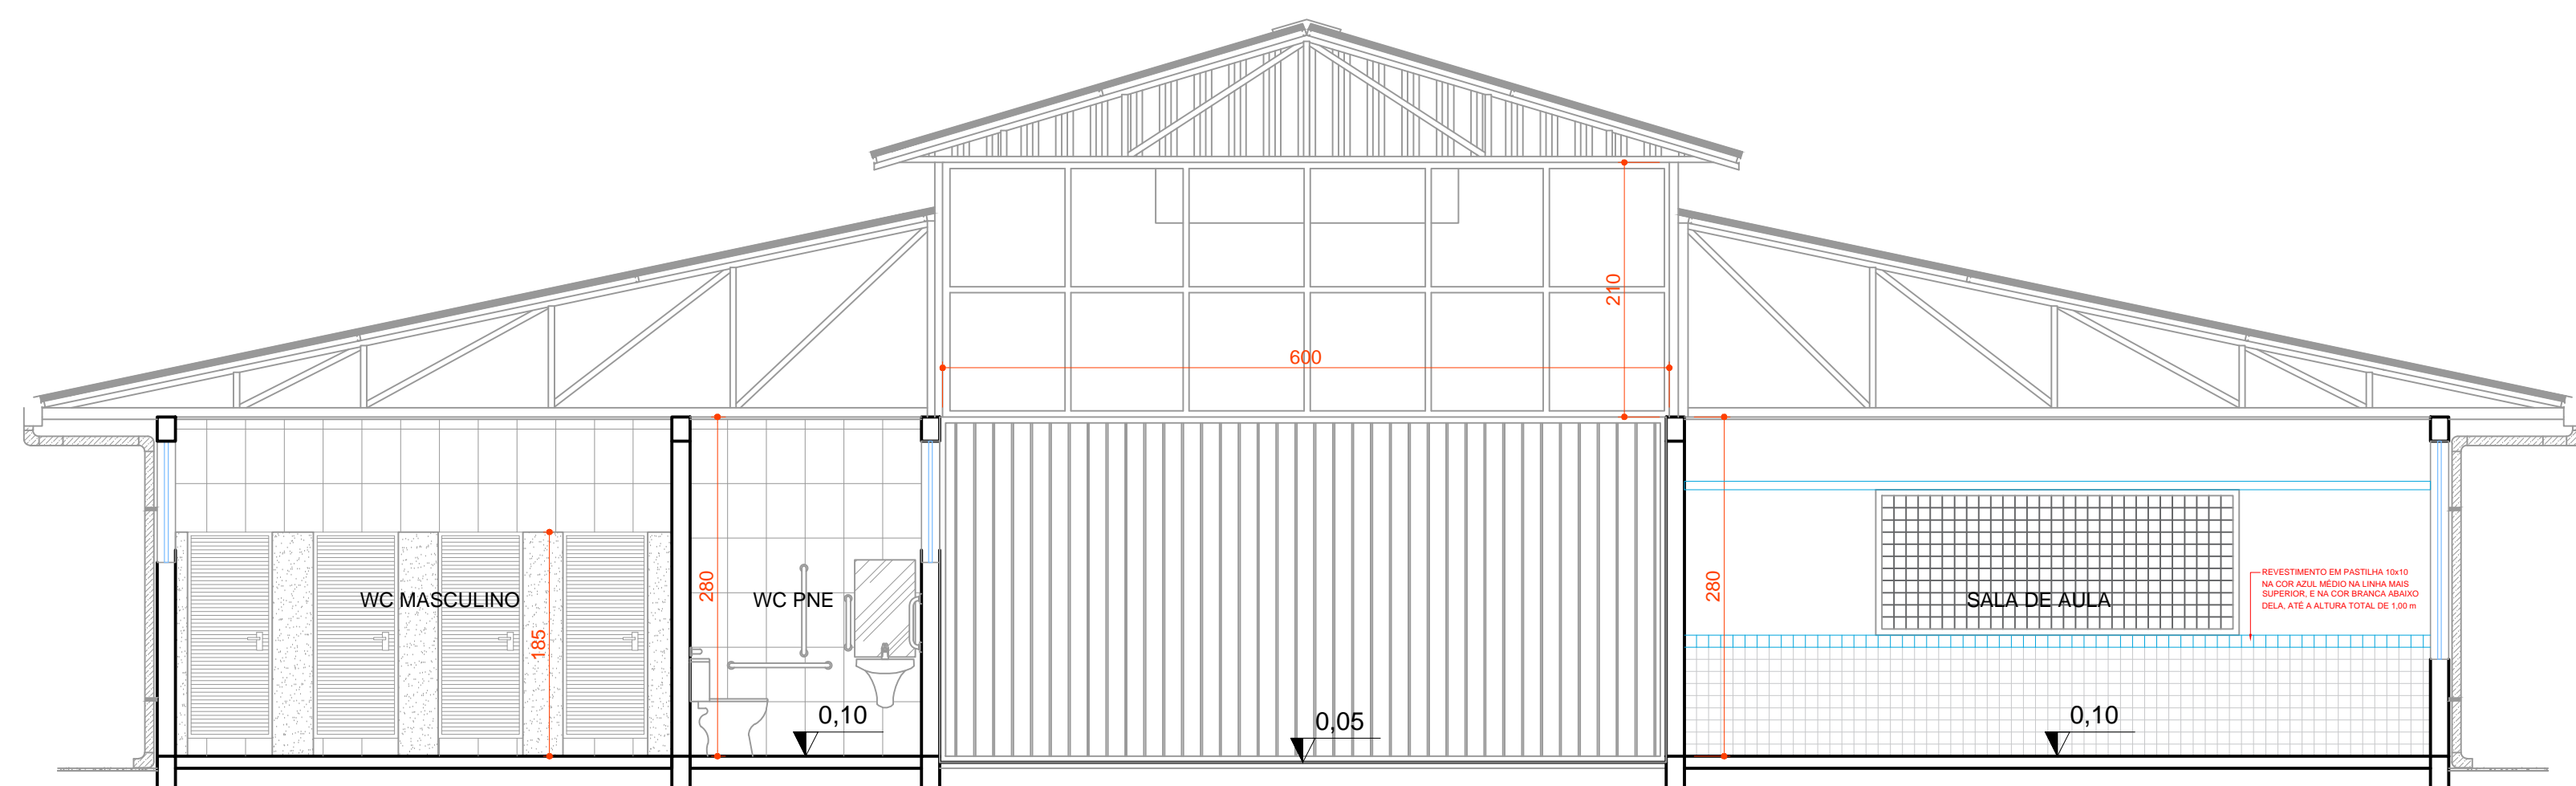 210
600
280
WC MASCULINO
185
WC PNE
0,10
0,05
280
SALA DE AULA
REVESTIMENTO EM PASTILHA 10x10
NA COR AZUL MÉDIO NA LINHA MAIS
SUPERIOR, E NA COR BRANCA ABAIXO
DELA, ATÉ A ALTURA TOTAL DE 1,00 m
0,10